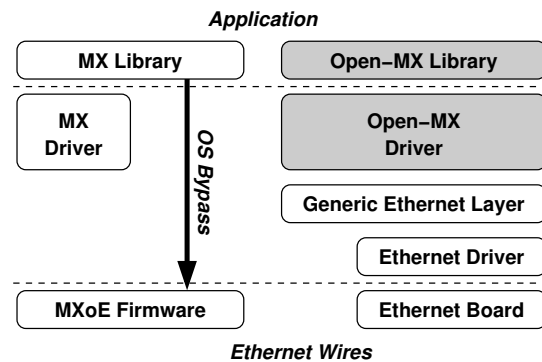 Application
MX Library
Open−MX Library
MX
Driver
OS Bypass
Open−MX
Driver
Generic Ethernet Layer
Ethernet Driver
MXoE Firmware
Ethernet Board
Ethernet Wires